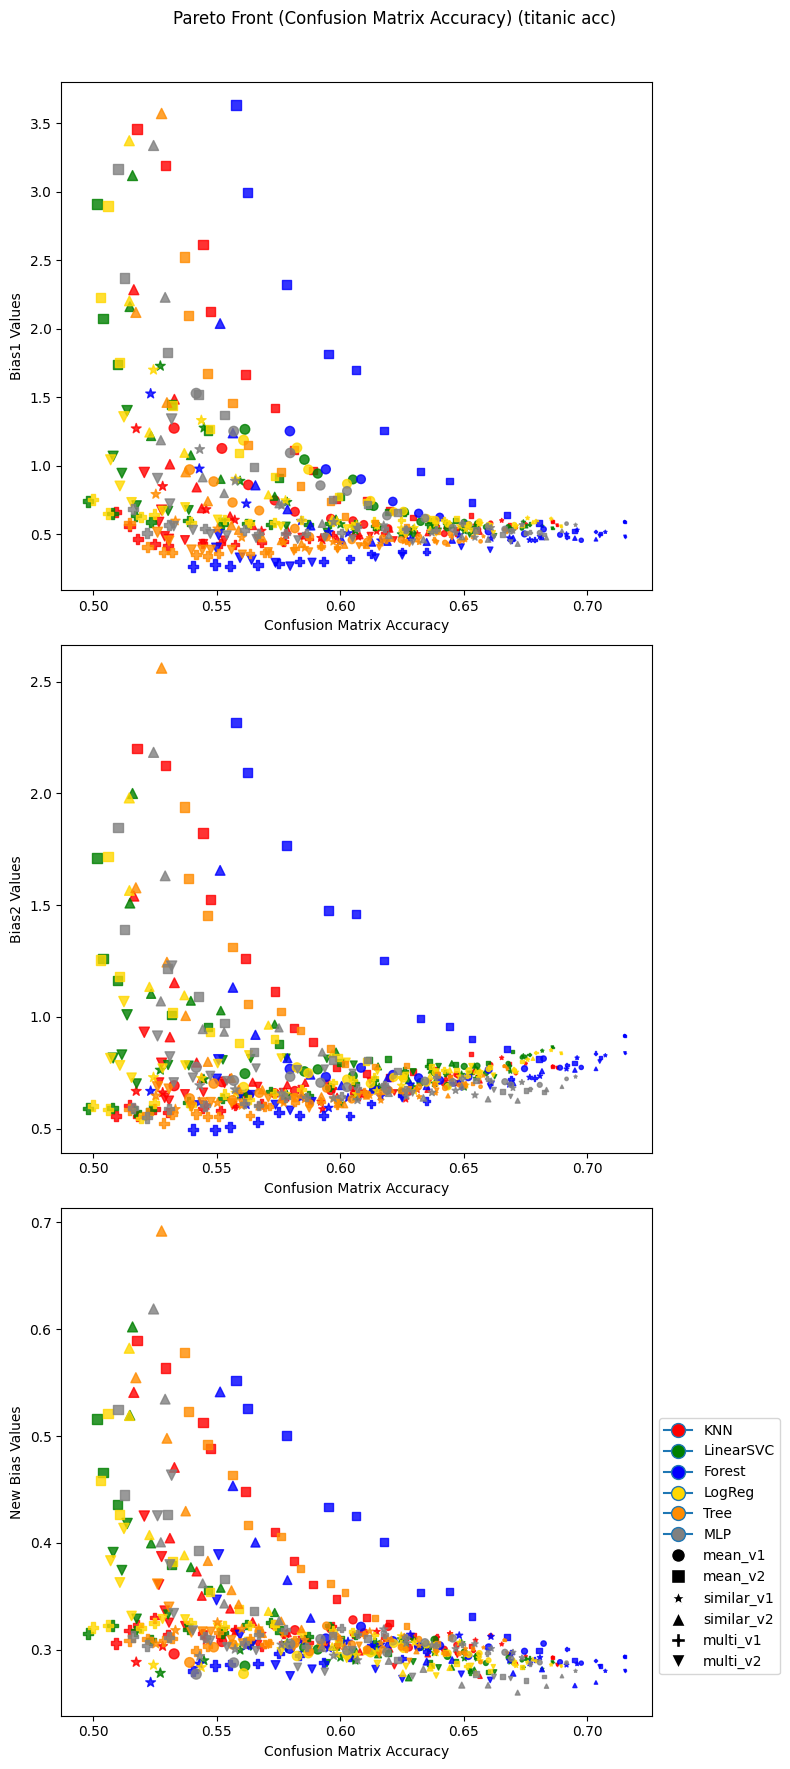 Pareto Front (Confusion Matrix Accuracy) (titanic acc)
3.5
3.0
2.5
2.0
1.5
1.0
0.5
Bias1 Values
0.50 0.55 0.60 0.65 0.70
Confusion Matrix Accuracy
2.5
2.0
1.5
1.0
0.5
Bias2 Values
0.50 0.55 0.60 0.65 0.70
Confusion Matrix Accuracy
0.7
0.6
0.5
0.4
0.3
New Bias Values
0.50 0.55 0.60 0.65 0.70
Confusion Matrix Accuracy
KNN
LinearSVC
Forest
LogReg
Tree
MLP
mean_v1
mean_v2
similar_v1
similar_v2
multi_v1
multi_v2